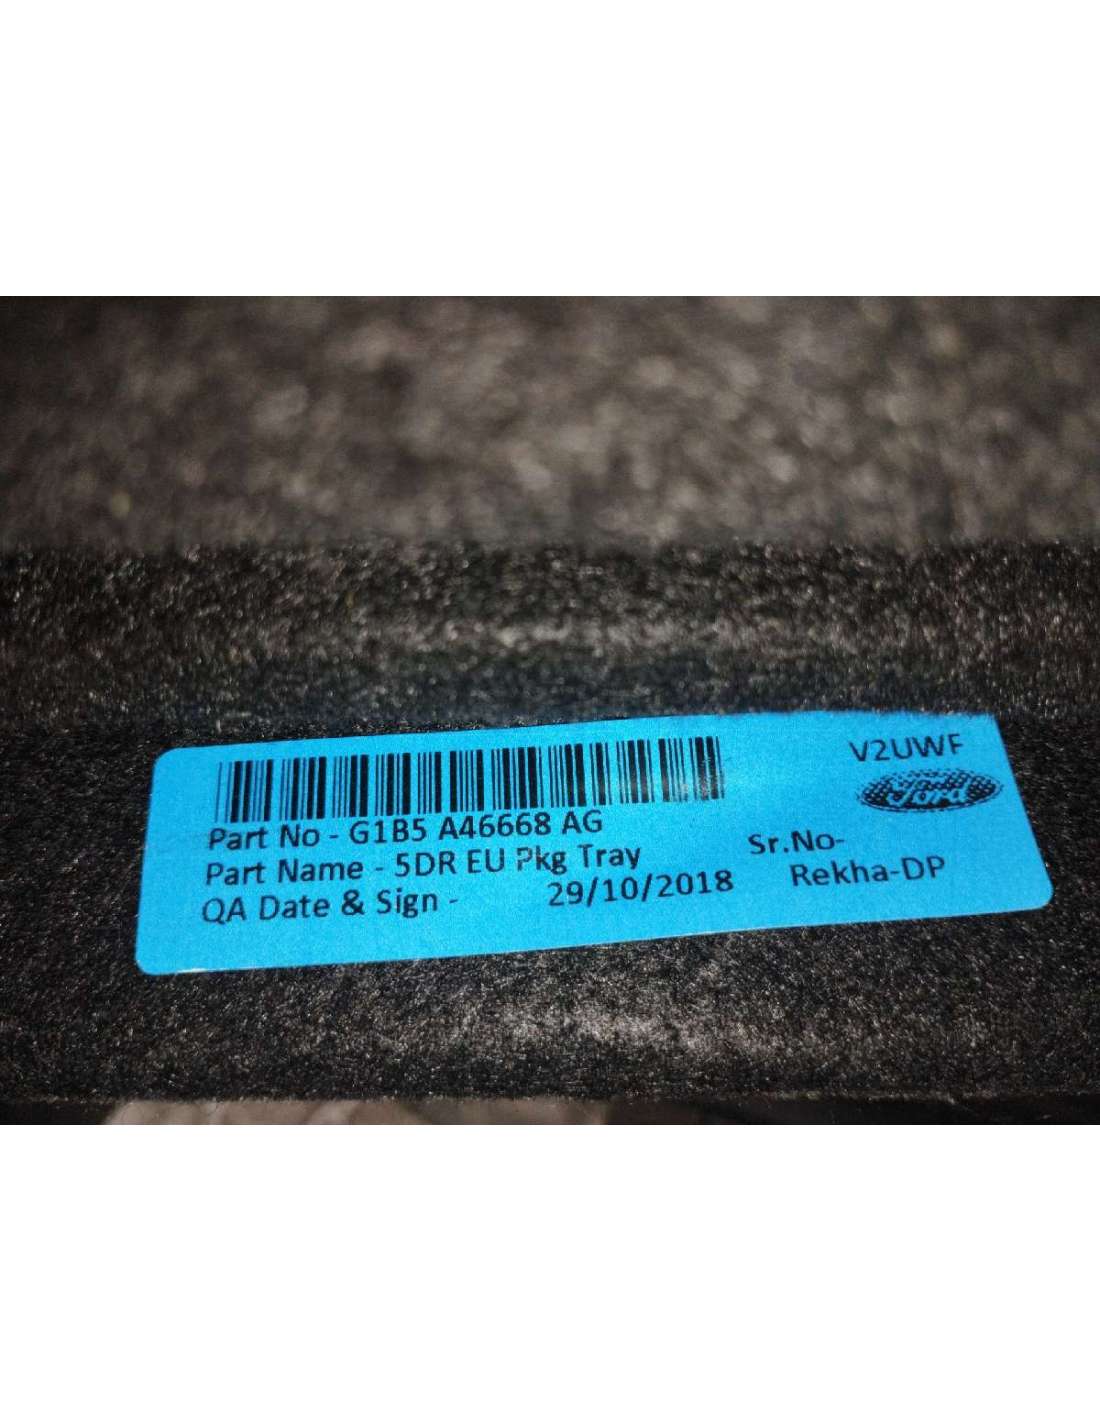 V2UWF
Ford
Part No - G1B5 A46668 AG
Part Name - 5DR EU Pkg Tray
Sr.No-
QA Date & Sign - 29/10/2018
Rekha-DP